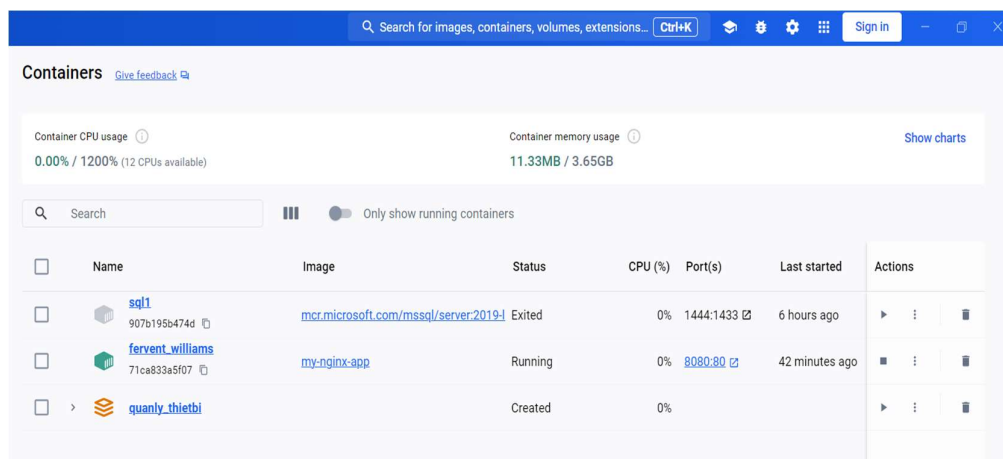 Search for images, containers, volumes, extensions... Ctrl+K Sign in
Containers Give feedback
Container CPU usage Container memory usage Show charts
0.00% / 1200% (12 CPUs available) 11.33MB / 3.65GB
Search Only show running containers
Name Image Status CPU (%) Port(s) Last started Actions
sql1
907b195b474d mcr.microsoft.com/mssql/server:2019-l Exited 0% 1444:1433 6 hours ago
fervent_williams
71ca833a5f07 my-nginx-app Running 0% 8080:80 42 minutes ago
quanly_thietbi Created 0%